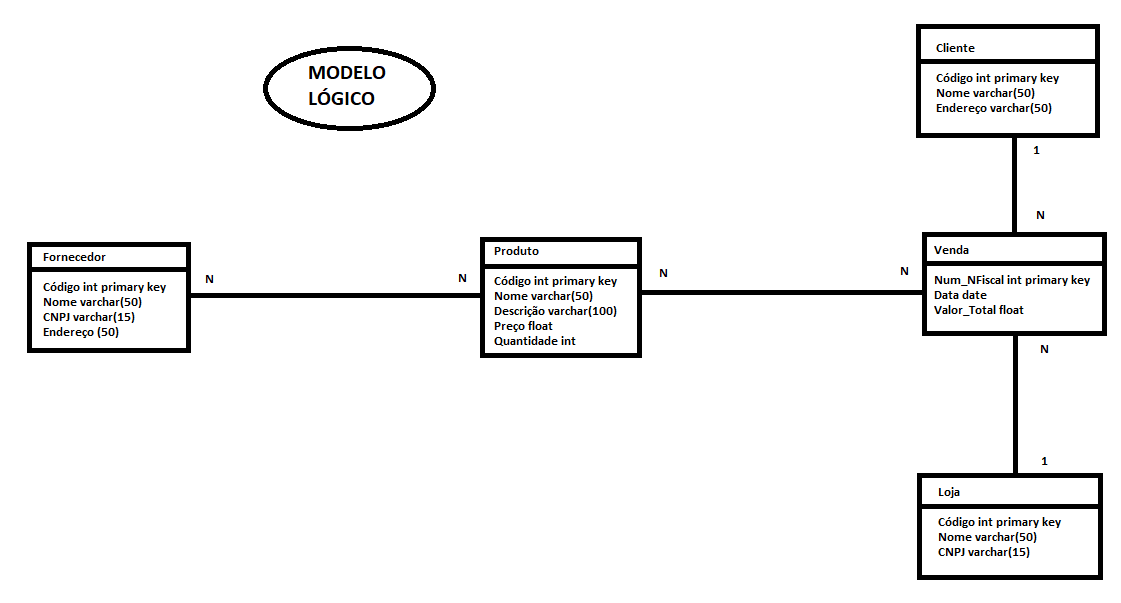 MODELO
LÓGICO
Cliente
Código int primary key
Nome varchar(50)
Endereço varchar(50)
1
N
Fornecedor
Código int primary key
Nome varchar(50)
CNPJ varchar(15)
Endereço (50)
N
N
Produto
Código int primary key
Nome varchar(50)
Descrição varchar(100)
Preço float
Quantidade int
N
N
Venda
Num_NFiscal int primary key
Data date
Valor_Total float
N
1
Loja
Código int primary key
Nome varchar(50)
CNPJ varchar(15)